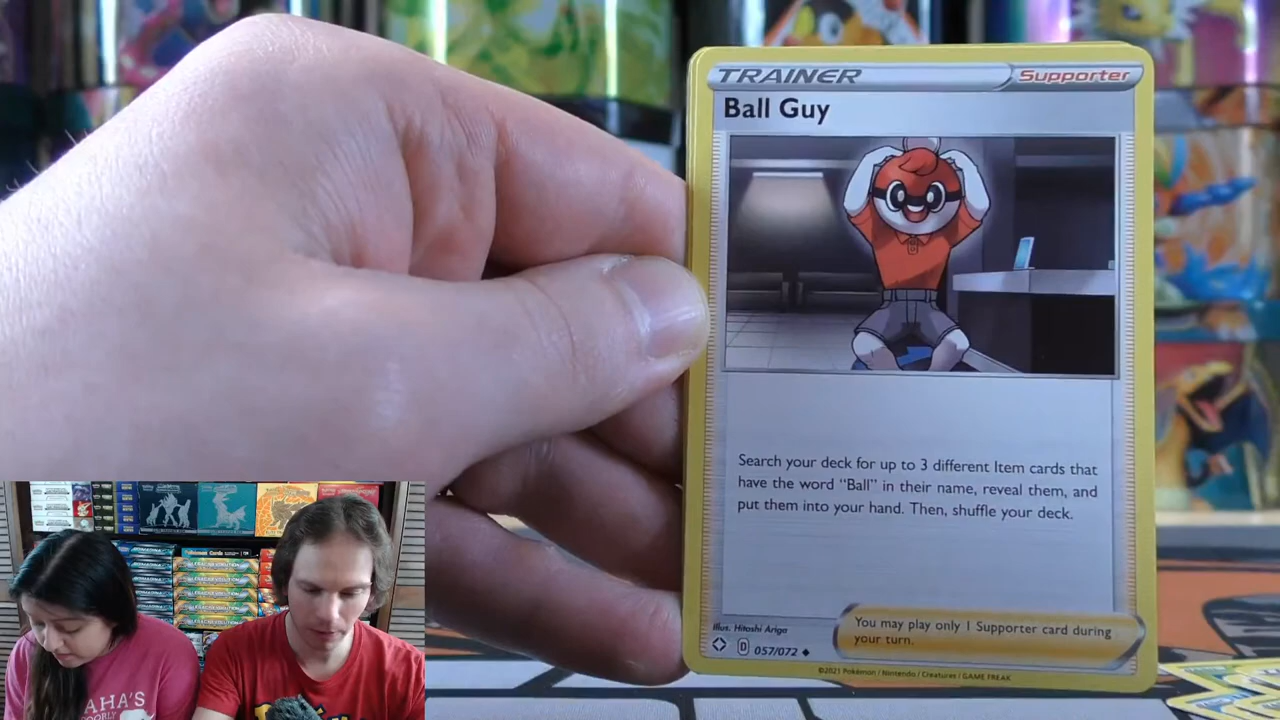 TRAINER Supporter
Ball Guy
Search your deck for up to 3 different Item cards that
have the word “Ball” in their name, reveal them, and
put them into your hand. Then, shuffle your deck.
Illus. Hitoshi Ariga
D 057/072
You may play only 1 Supporter card during
your turn.
©2021 Pokémon / Nintendo / Creatures / GAME FREAK
AHA'S